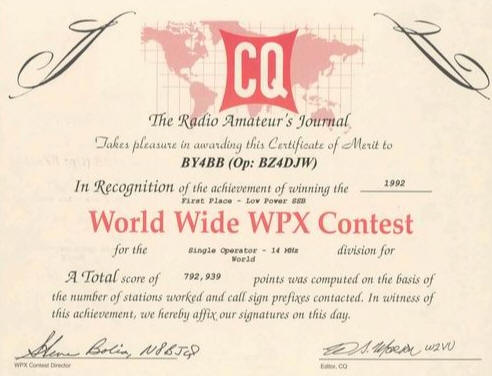 CQ
The Radio Amateur's Journal
Takes pleasure in awarding this Certificate of Merit to
BY4BB (Op: BZ4DJW)
In Recognition of the achievement of winning the 1992
First Place - Low Power SSB
World Wide WPX Contest
for the Single Operator - 14 MHz division for
World
A Total score of 792,939 points was computed on the basis of
the number of stations worked and call sign prefixes contacted. In witness of
this achievement, we hereby affix our signatures on this day.
Steve Bolia, N8BJQ
W2VU
WPX Contest Director
Editor, CQ